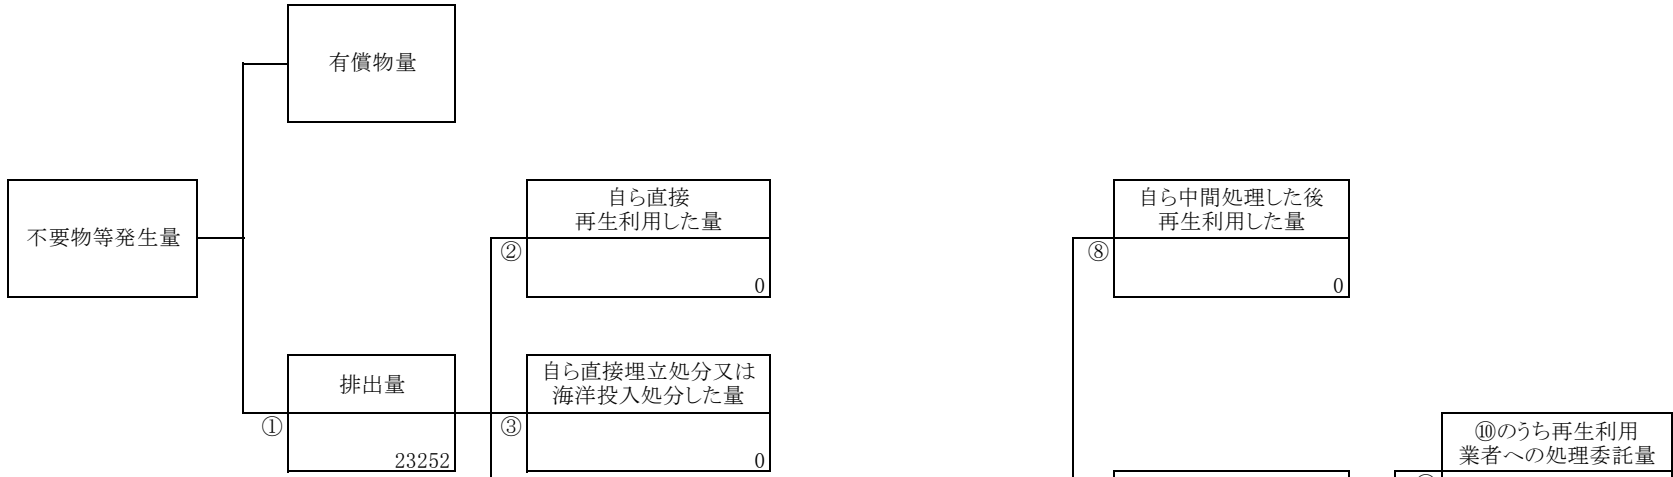 有償物量
不要物等発生量
自ら直接
再生利用した量
②
0
自ら中間処理した後
再生利用した量
⑧
0
排出量
①
23252
自ら直接埋立処分又は
海洋投入処分した量
③
0
⑩のうち再生利用
業者への処理委託量